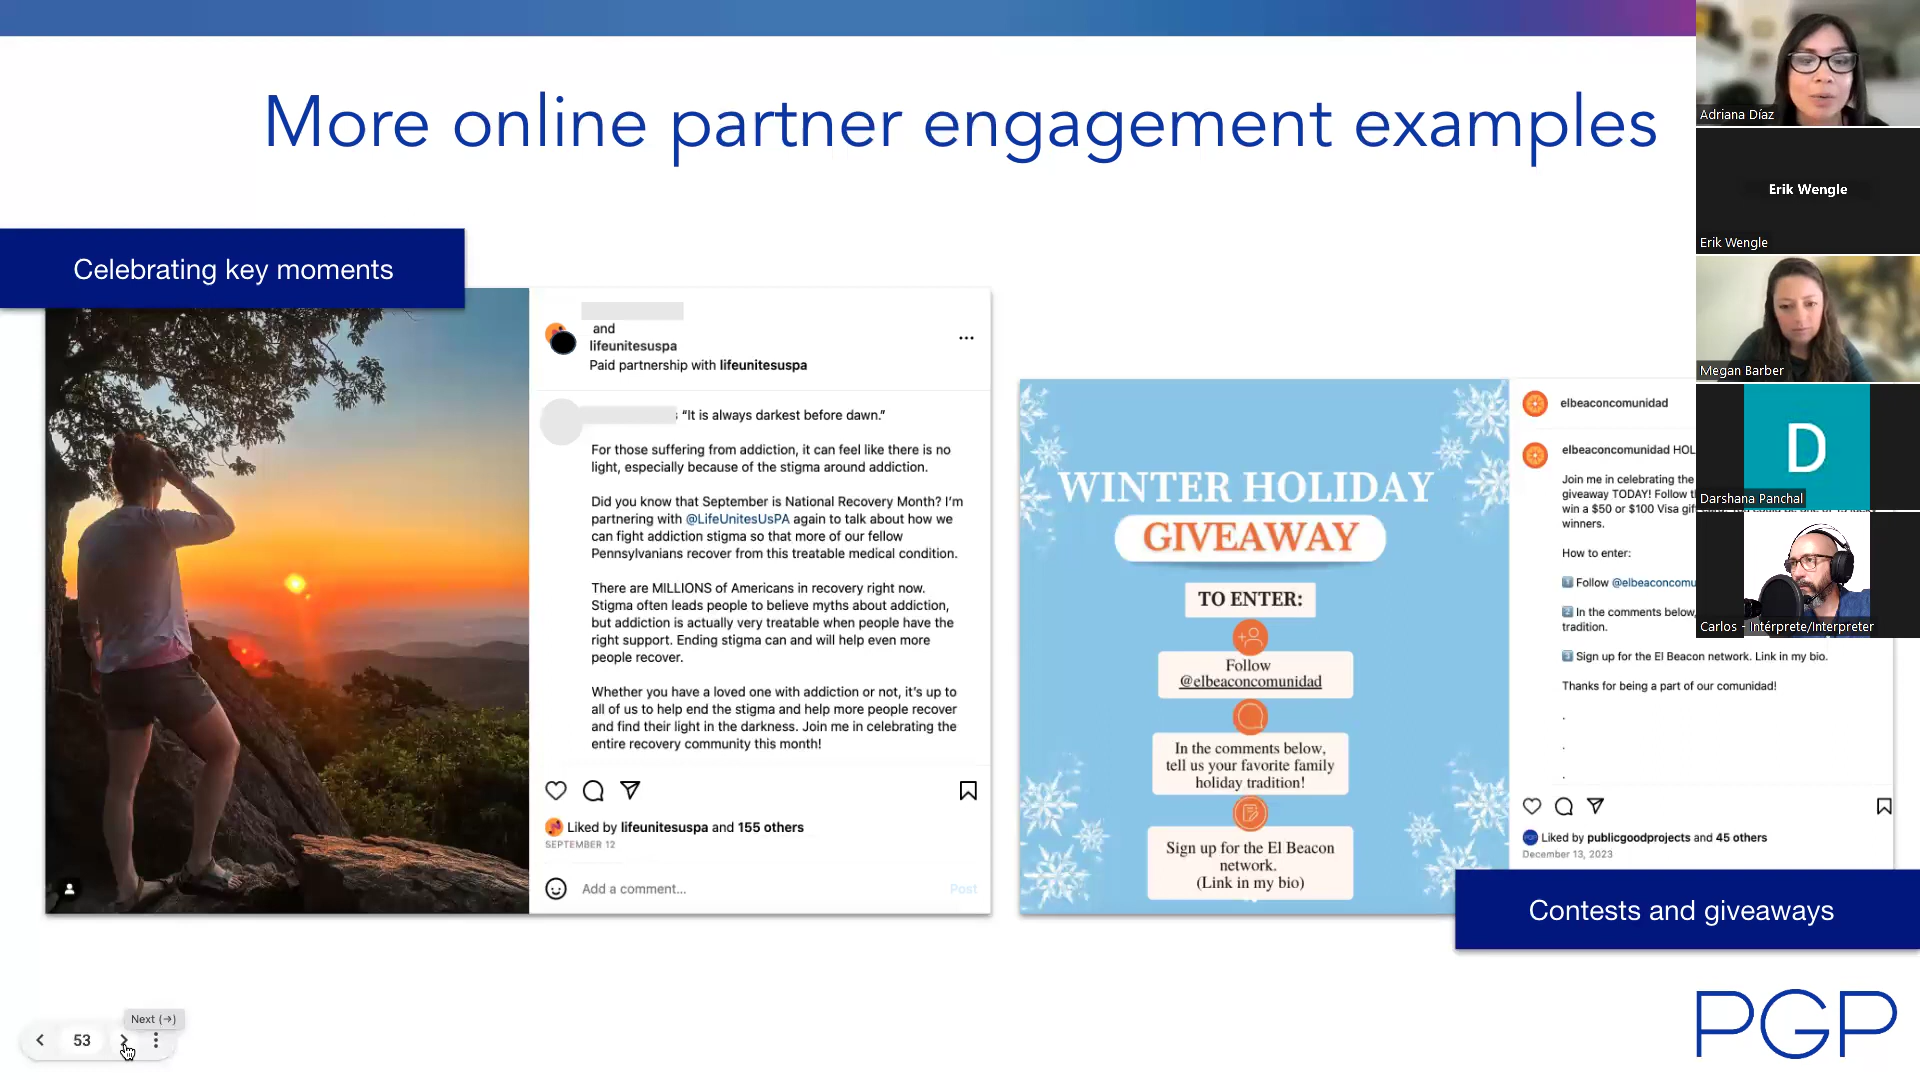 More online partner engagement examples
Celebrating key moments
and
lifeunitesuspa
Paid partnership with lifeunitesuspa
“It is always darkest before dawn.”
For those suffering from addiction, it can feel like there is no
light, especially because of the stigma around addiction.
Did you know that September is National Recovery Month? I’m
partnering with @LifeUnitesUsPA again to talk about how we
can fight addiction stigma so that more of our fellow
Pennsylvanians recover from this treatable medical condition.
There are MILLIONS of Americans in recovery right now.
Stigma often leads people to believe myths about addiction,
but addiction is actually very treatable when people have the
right support. Ending stigma can and will help even more
people recover.
Whether you have a loved one with addiction or not, it’s up to
all of us to help end the stigma and help more people recover
and find their light in the darkness. Join me in celebrating the
entire recovery community this month!
Liked by lifeunitesuspa and 155 others
SEPTEMBER 12
Add a comment...
Post
WINTER HOLIDAY
GIVEAWAY
TO ENTER:
Follow
@elbeaconcomunidad
In the comments below,
tell us your favorite family
holiday tradition!
Sign up for the El Beacon
network.
(Link in my bio)
elbeaconcomunidad
elbeaconcomunidad HOL
Join me in celebrating the
giveaway TODAY! Follow
win a $50 or $100 Visa
winners.
How to enter:
1 Follow @elbeaconcomu
2 In the comments below,
tradition.
3 Sign up for the El Beacon network. Link in my bio.
Thanks for being a part of our comunidad!
.
.
.
Liked by publicgoodprojects and 45 others
December 13, 2023
Contests and giveaways
PGP
Next (→)
53
Adriana Díaz
Erik Wengle
Erik Wengle
Megan Barber
D
Darshana Panchal
Carlos - Intérprete/Interpreter